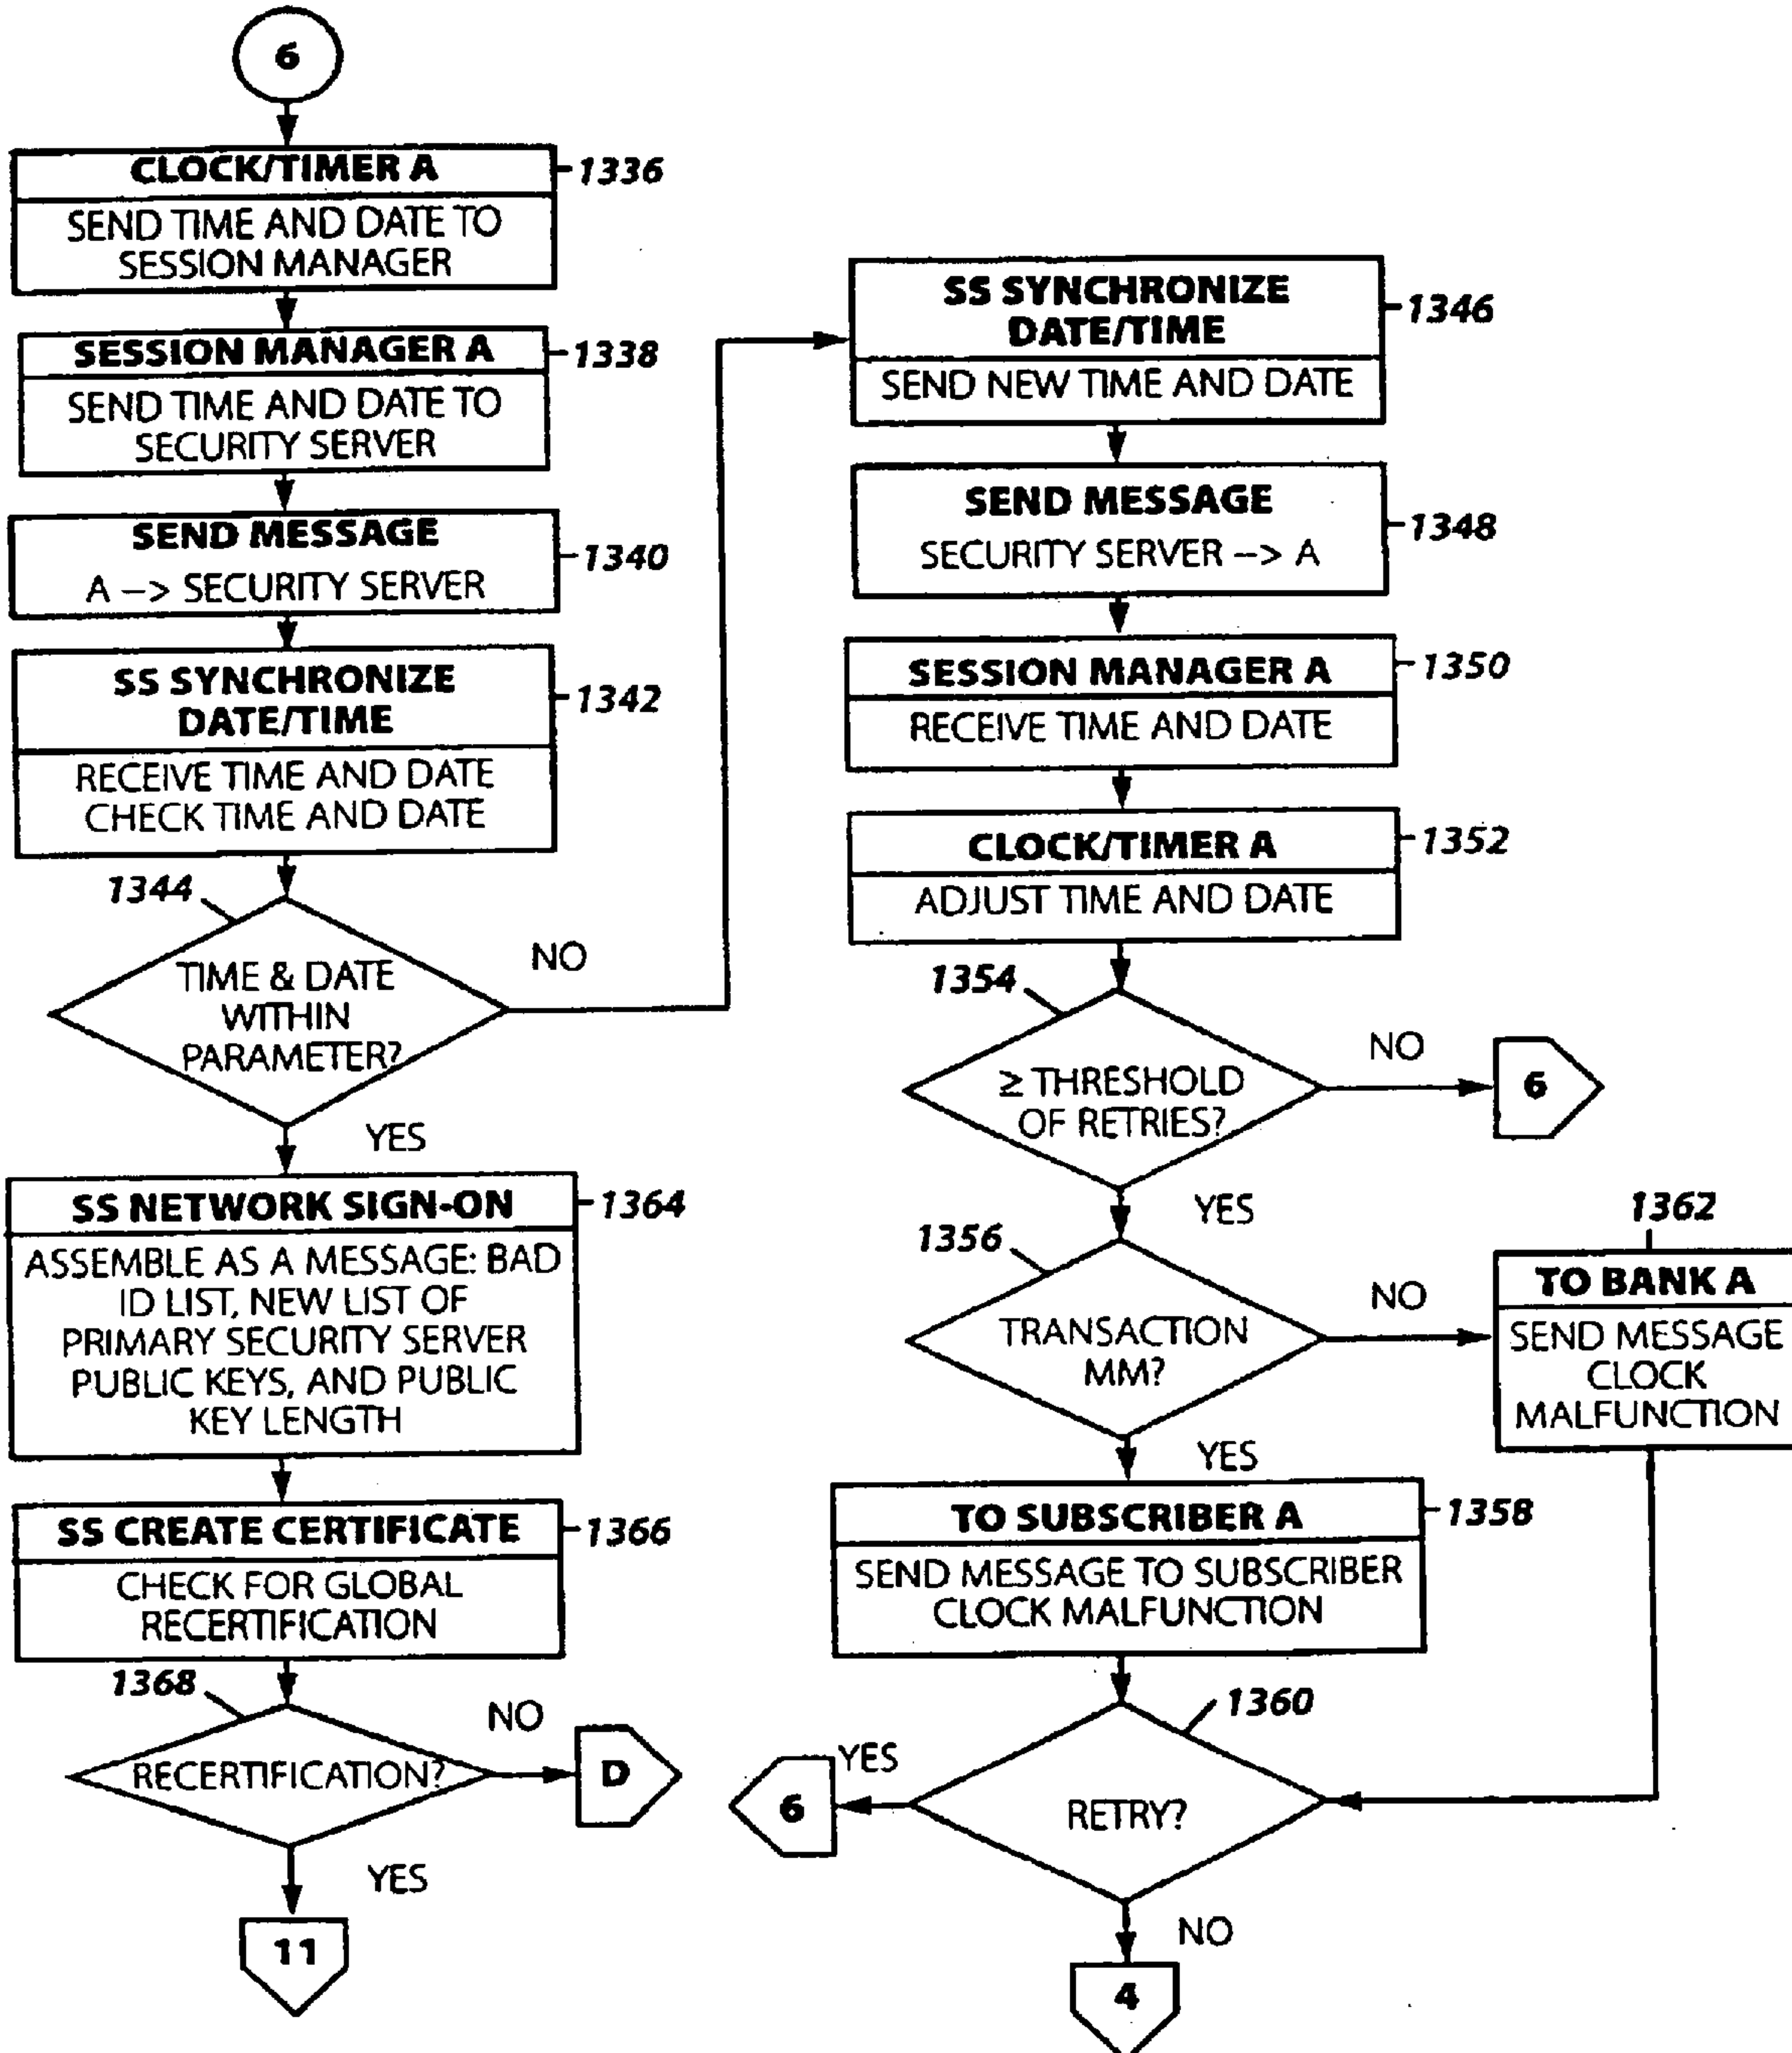 6
CLOCK/TIMER A
1336
SEND TIME AND DATE TO
SESSION MANAGER
SESSION MANAGER A
1338
SEND TIME AND DATE TO
SECURITY SERVER
SEND MESSAGE
1340
A –> SECURITY SERVER
SS SYNCHRONIZE
DATE/TIME
1342
RECEIVE TIME AND DATE
CHECK TIME AND DATE
1344
TIME & DATE
WITHIN
PARAMETER?
NO
YES
SS NETWORK SIGN-ON
1364
ASSEMBLE AS A MESSAGE: BAD
ID LIST, NEW LIST OF
PRIMARY SECURITY SERVER
PUBLIC KEYS, AND PUBLIC
KEY LENGTH
SS CREATE CERTIFICATE
1366
CHECK FOR GLOBAL
RECERTIFICATION
1368
RECERTIFICATION?
NO
D
YES
11
SS SYNCHRONIZE
DATE/TIME
1346
SEND NEW TIME AND DATE
SEND MESSAGE
1348
SECURITY SERVER –> A
SESSION MANAGER A
1350
RECEIVE TIME AND DATE
CLOCK/TIMER A
1352
ADJUST TIME AND DATE
1354
≥ THRESHOLD
OF RETRIES?
NO
6
YES
1356
TRANSACTION
MM?
NO
1362
TO BANK A
SEND MESSAGE
CLOCK
MALFUNCTION
YES
TO SUBSCRIBER A
1358
SEND MESSAGE TO SUBSCRIBER
CLOCK MALFUNCTION
1360
RETRY?
YES
6
NO
4